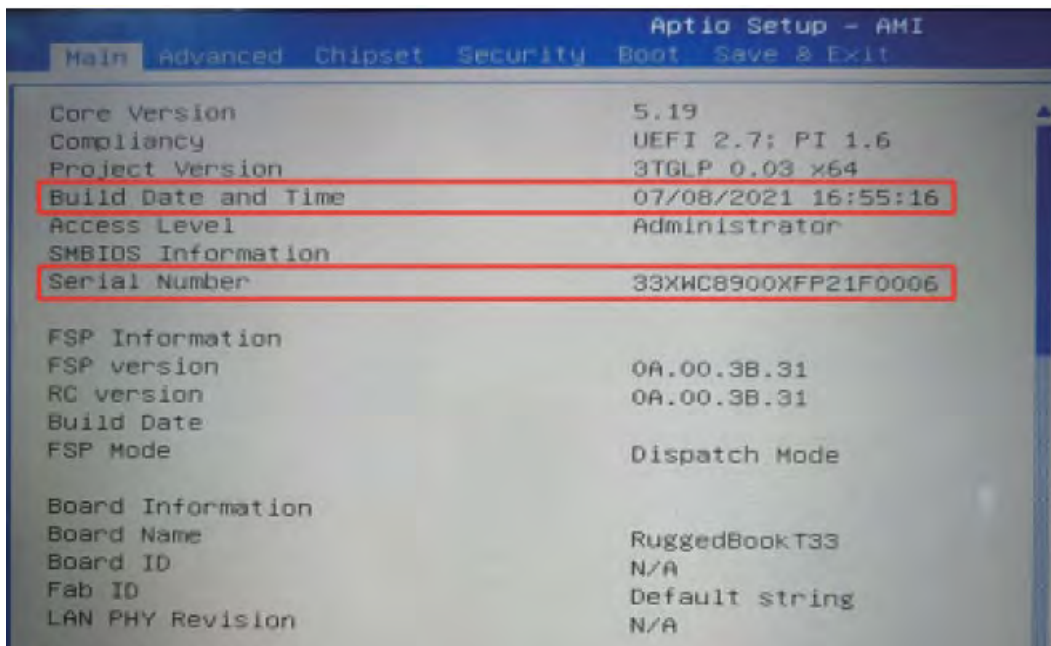 Aptio Setup - AMI
Main Advanced Chipset Security Boot Save & Exit
Core Version 5.19
Compliancy UEFI 2.7; PI 1.6
Project Version 3TGLP 0.03 x64
Build Date and Time 07/08/2021 16:55:16
Access Level Administrator
SMBIOS Information
Serial Number 33XWC8900XFP21F0006
FSP Information
FSP version 0A.00.3B.31
RC version 0A.00.3B.31
Build Date
FSP Mode Dispatch Mode
Board Information
Board Name RuggedBookT33
Board ID N/A
Fab ID Default string
LAN PHY Revision N/A